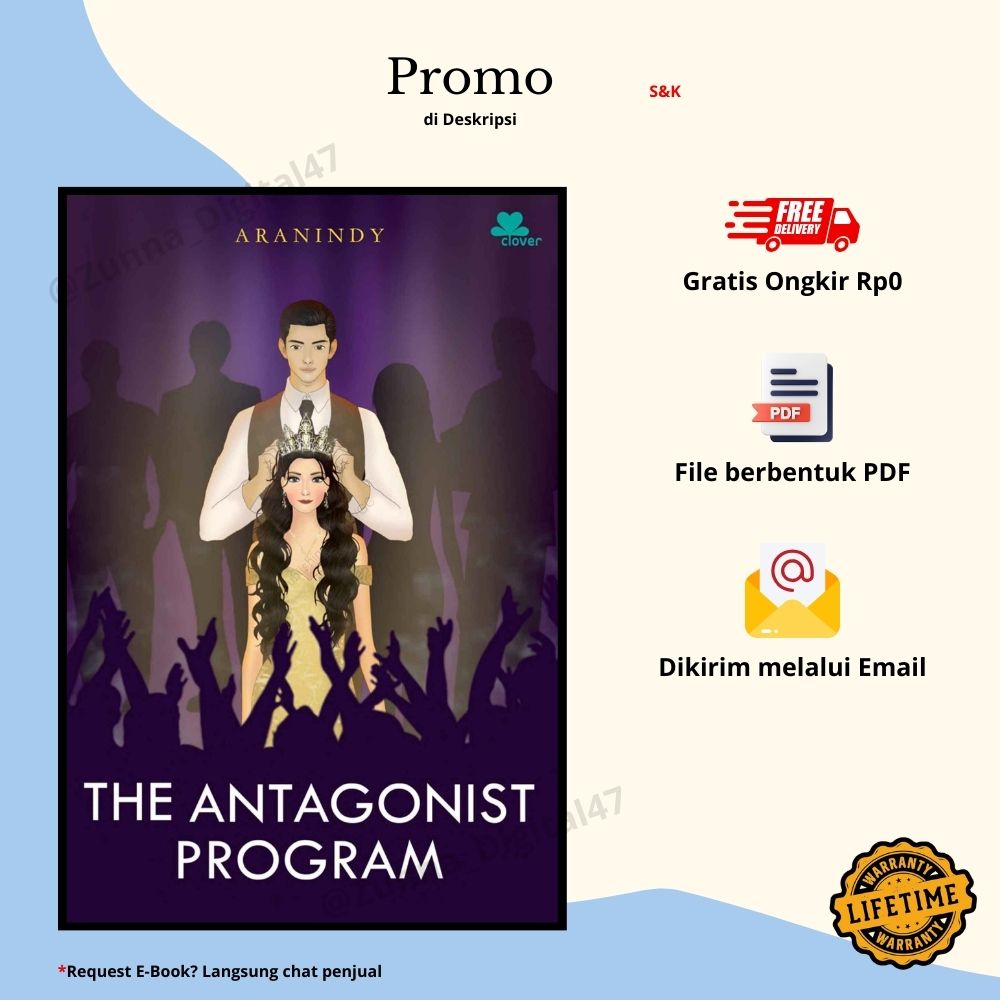 Promo
di Deskripsi
S&K
@Zunna_Digital47
ARANINDY
clover
THE ANTAGONIST
PROGRAM
@Zunna_Digital47
FREE
DELIVERY
Gratis Ongkir Rp0
PDF
File berbentuk PDF
@
Dikirim melalui Email
WARRANTY
LIFETIME
WARRANTY
*Request E-Book? Langsung chat penjual